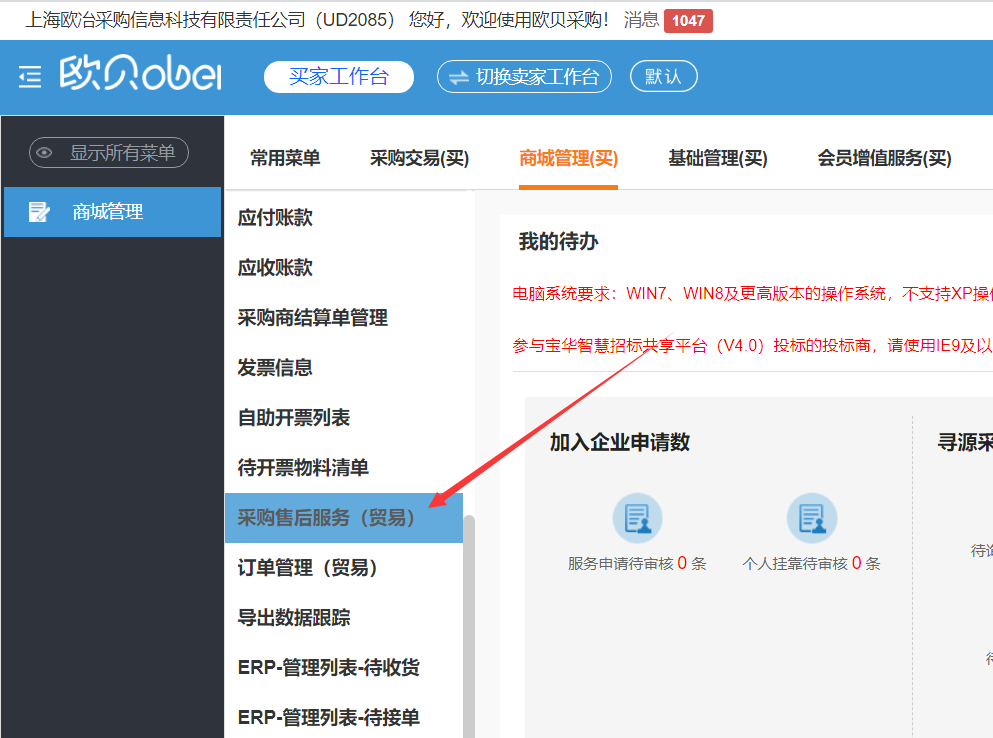 上海欧冶采购信息科技有限责任公司（UD2085） 您好，欢迎使用欧贝采购！ 消息 1047
欧贝obei 买家工作台 切换卖家工作台 默认
显示所有菜单
商城管理
常用菜单 采购交易(买) 商城管理(买) 基础管理(买) 会员增值服务(买)
应付账款
应收账款
采购商结算单管理
发票信息
自助开票列表
待开票物料清单
采购售后服务（贸易）
订单管理（贸易）
导出数据跟踪
ERP-管理列表-待收货
ERP-管理列表-待接单
我的待办
电脑系统要求：WIN7、WIN8及更高版本的操作系统，不支持XP操
参与宝华智慧招标共享平台（V4.0）投标的投标商，请使用IE9及以
加入企业申请数
服务申请待审核 0 条 个人挂靠待审核 0 条
寻源采
待